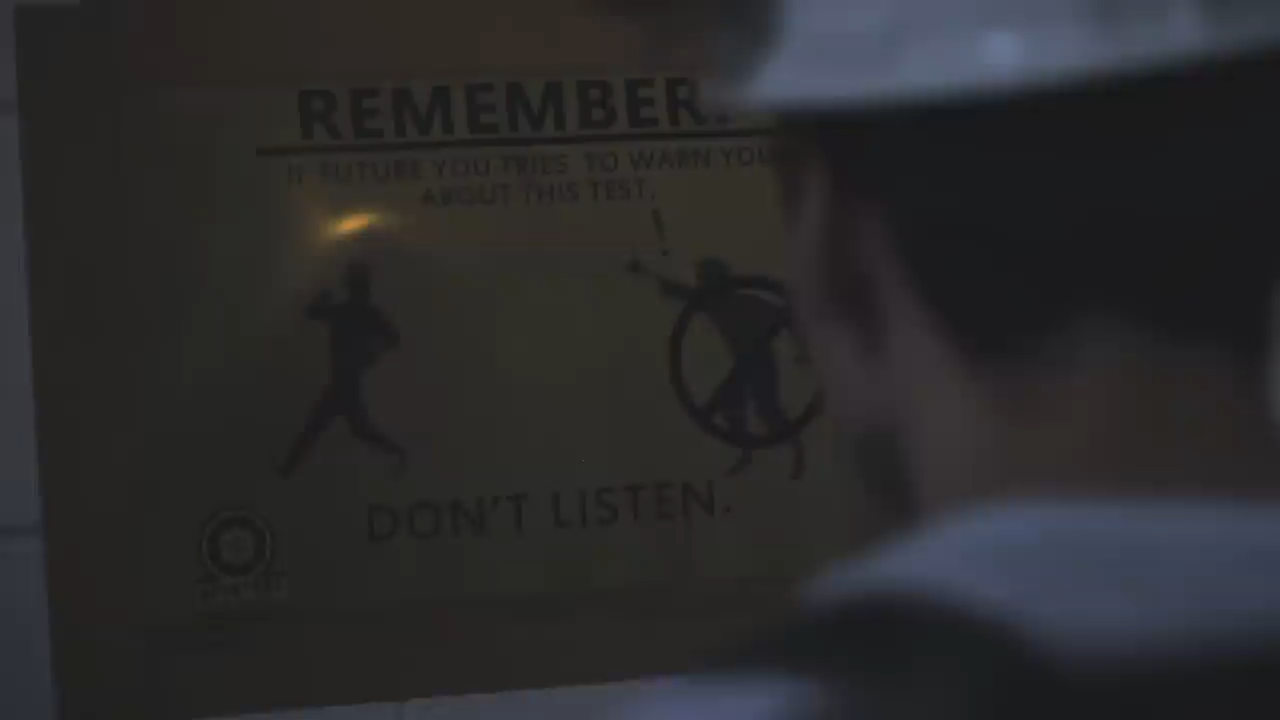 REMEMBER.
IF FUTURE YOU TRIES TO WARN YOU
ABOUT THIS TEST,
!
DON'T LISTEN.